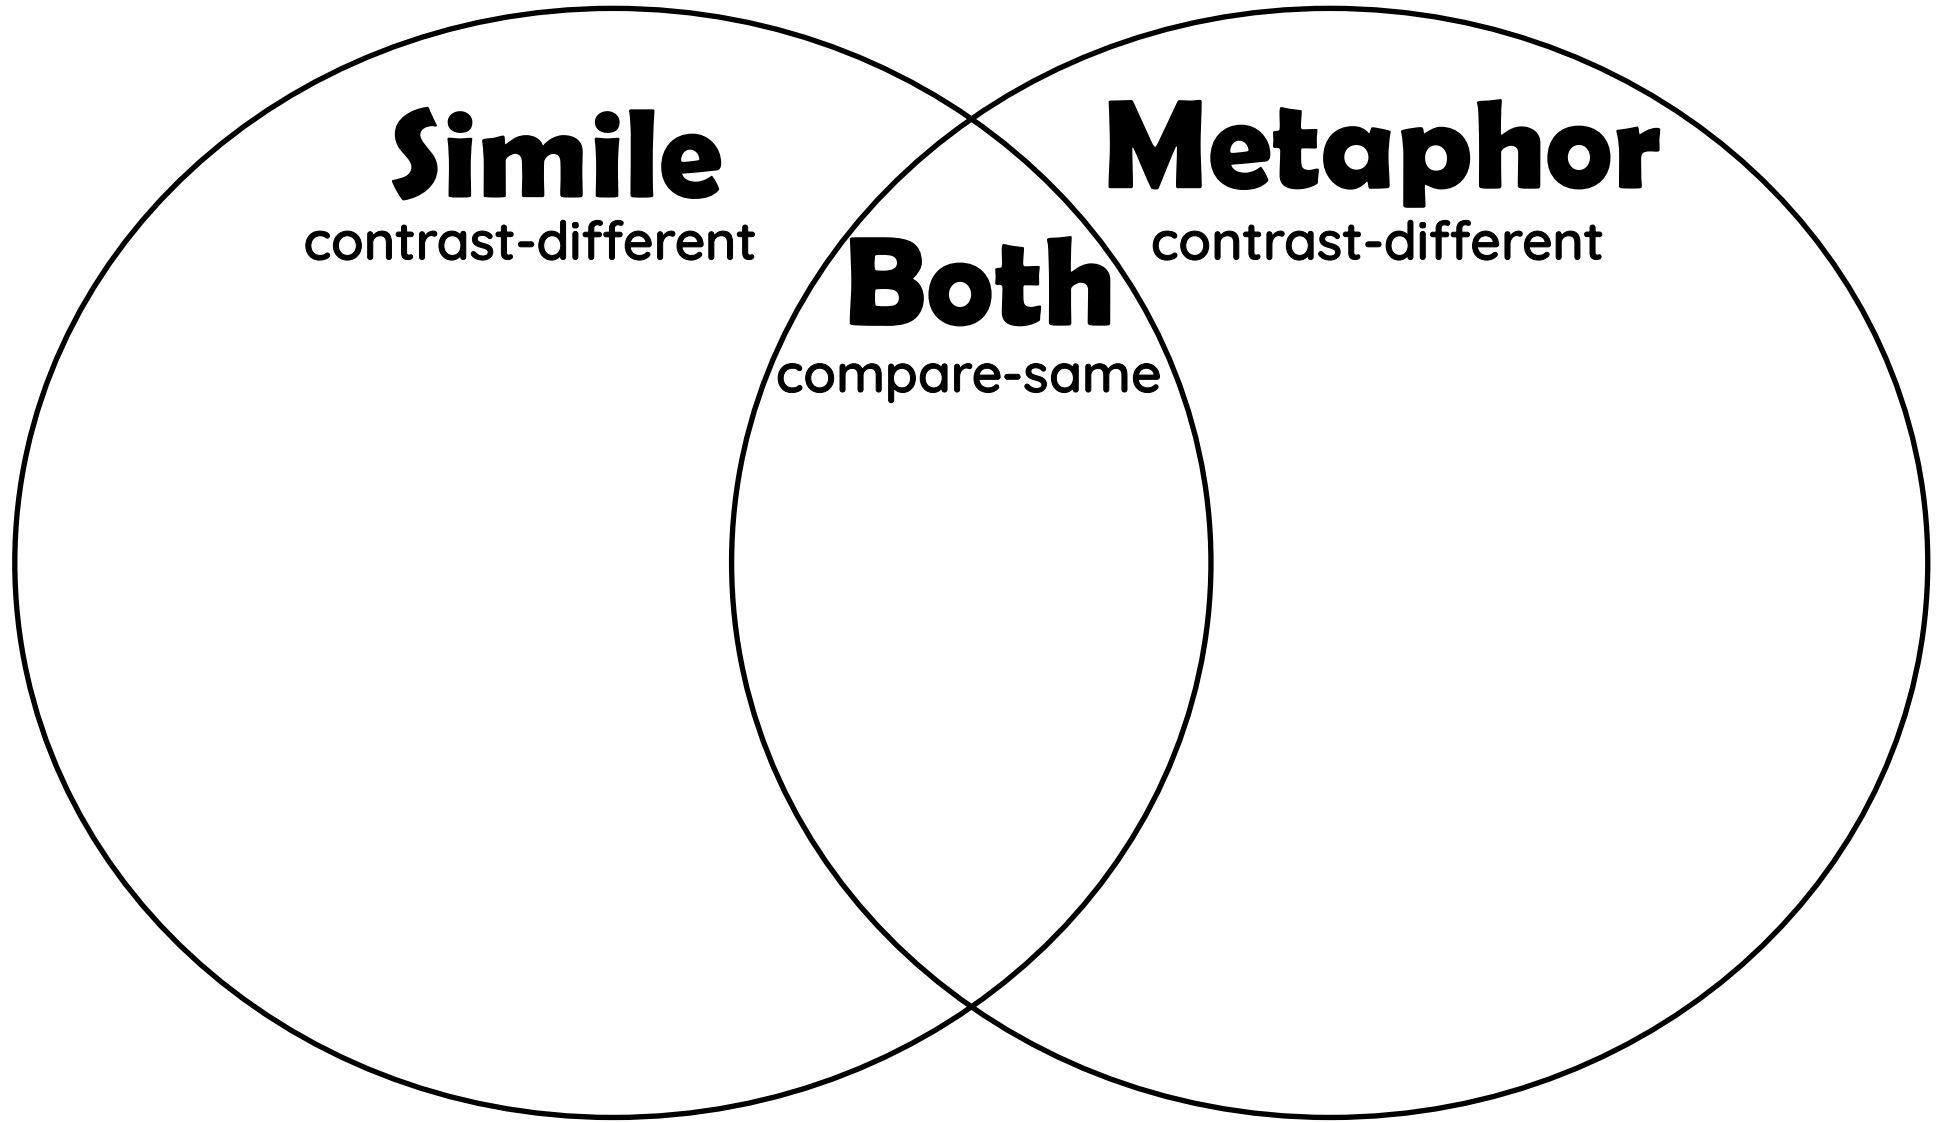 Simile
contrast-different
Both
compare-same
Metaphor
contrast-different